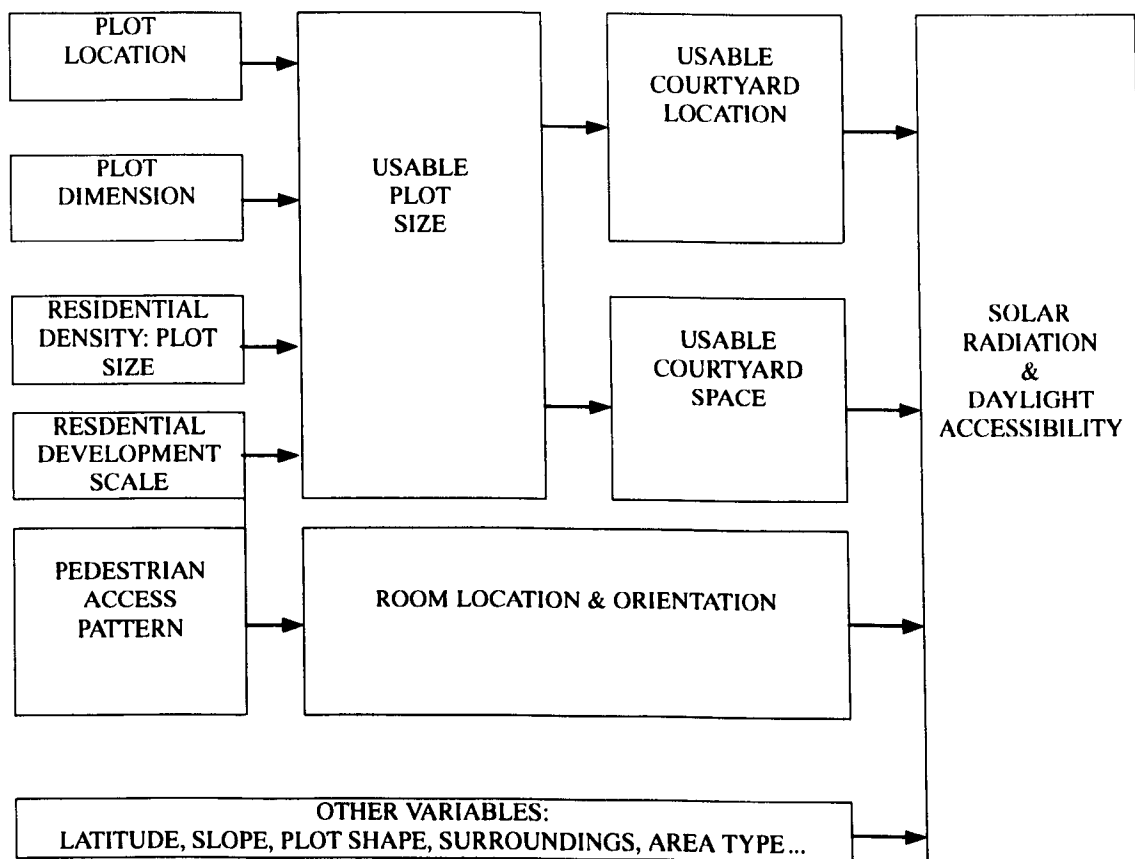 PLOT
LOCATION
PLOT
DIMENSION
RESIDENTIAL
DENSITY: PLOT
SIZE
RESDENTIAL
DEVELOPMENT
SCALE
PEDESTRIAN
ACCESS
PATTERN
USABLE
PLOT
SIZE
USABLE
COURTYARD
LOCATION
USABLE
COURTYARD
SPACE
ROOM LOCATION & ORIENTATION
OTHER VARIABLES:
LATITUDE, SLOPE, PLOT SHAPE, SURROUNDINGS, AREA TYPE...
SOLAR
RADIATION
&
DAYLIGHT
ACCESSIBILITY